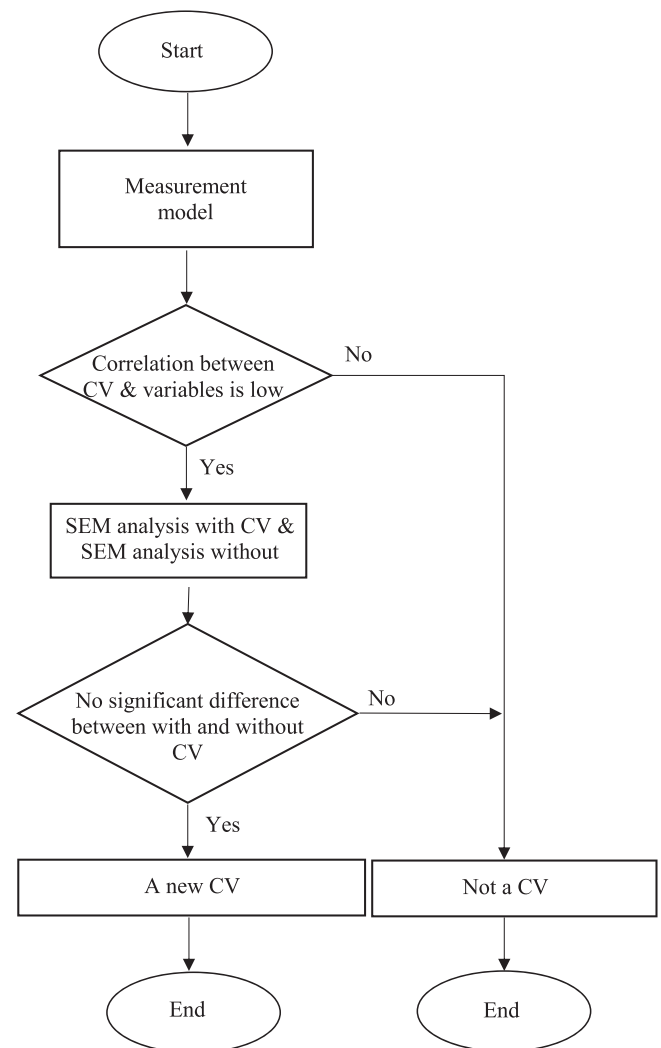 Start
Measurement
model
Correlation between
CV & variables is low
No
Yes
SEM analysis with CV &
SEM analysis without
No significant difference
between with and without
CV
No
Yes
A new CV
Not a CV
End
End